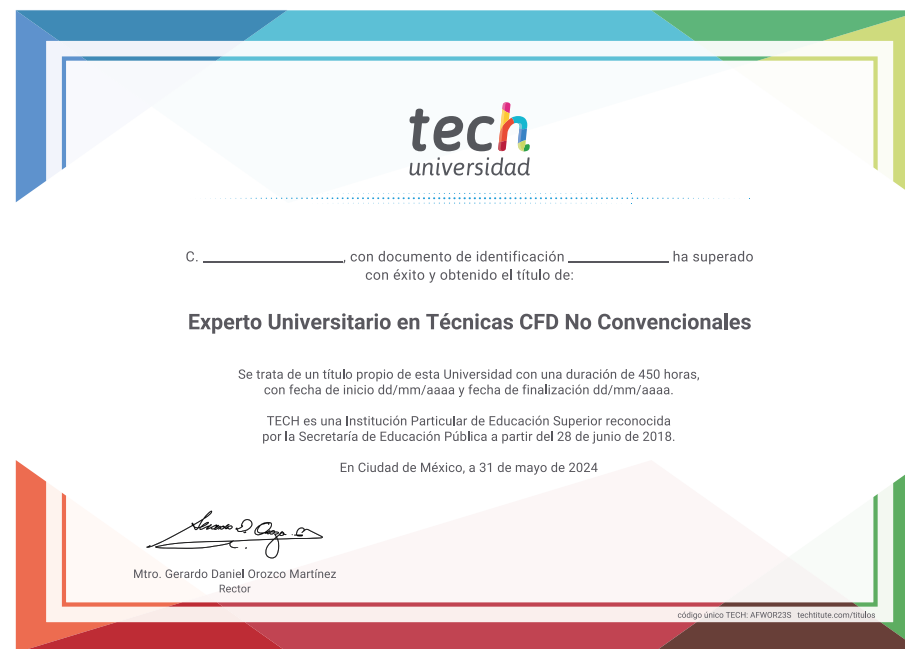 tech
universidad
C. ____________________, con documento de identificación ______________ ha superado
con éxito y obtenido el título de:
Experto Universitario en Técnicas CFD No Convencionales
Se trata de un título propio de esta Universidad con una duración de 450 horas,
con fecha de inicio dd/mm/aaaa y fecha de finalización dd/mm/aaaa.
TECH es una Institución Particular de Educación Superior reconocida
por la Secretaría de Educación Pública a partir del 28 de junio de 2018.
En Ciudad de México, a 31 de mayo de 2024
Mtro. Gerardo Daniel Orozco Martínez
Rector
código único TECH: AFWOR23S techtitute.com/titulos